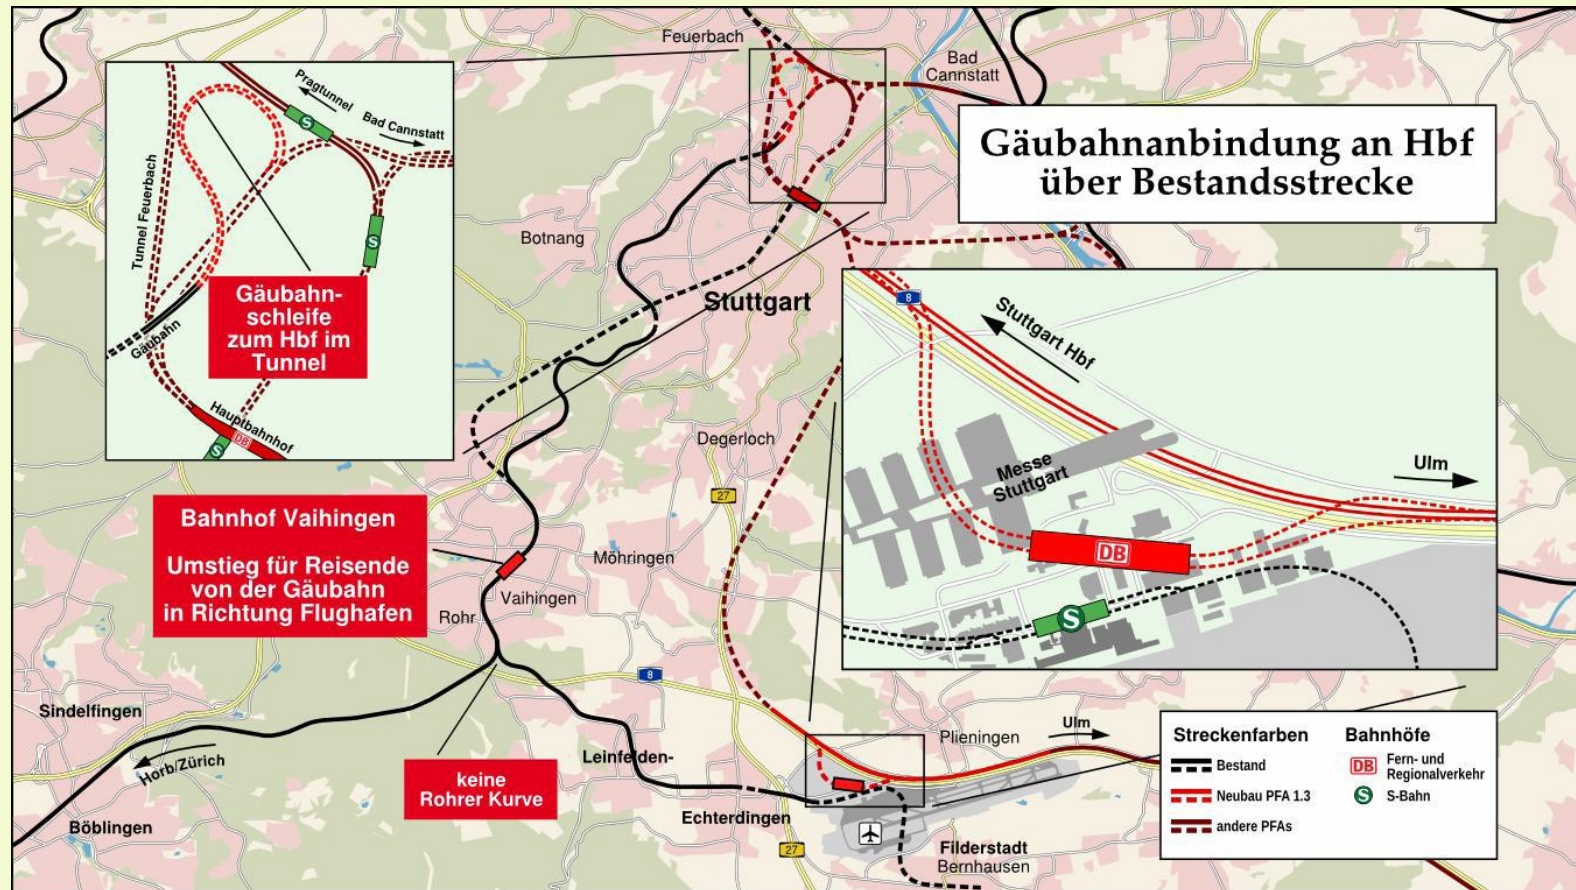 Gäubahnanbindung an Hbf
über Bestandsstrecke
Feuerbach
Bad
Cannstatt
Botnang
Stuttgart
Degerloch
27
Möhringen
Vaihingen
Rohr
8
Sindelfingen
Horb/Zürich
Böblingen
Leinfelden-
Echterdingen
27
Plieningen
Ulm
Filderstadt
Bernhausen
Pragtunnel
S
Bad Cannstatt
Tunnel Feuerbach
S
Gäubahn-
schleife
zum Hbf im
Tunnel
Gäubahn
Hauptbahnhof
DB
S
Bahnhof Vaihingen
Umstieg für Reisende
von der Gäubahn
in Richtung Flughafen
keine
Rohrer Kurve
8
Stuttgart Hbf
Messe
Stuttgart
Ulm
DB
S
Streckenfarben
Bestand
Neubau PFA 1.3
andere PFAs
Bahnhöfe
DB
Fern- und
Regionalverkehr
S
S-Bahn